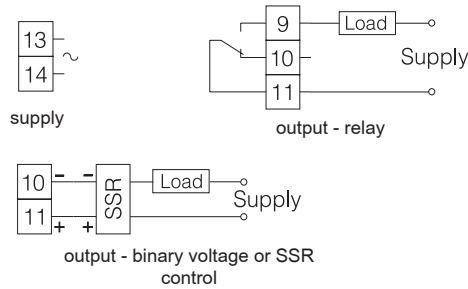 13
14
supply
9
Load
10
Supply
11
output - relay
10 - -
SSR
Load
Supply
11 + +
output - binary voltage or SSR
control